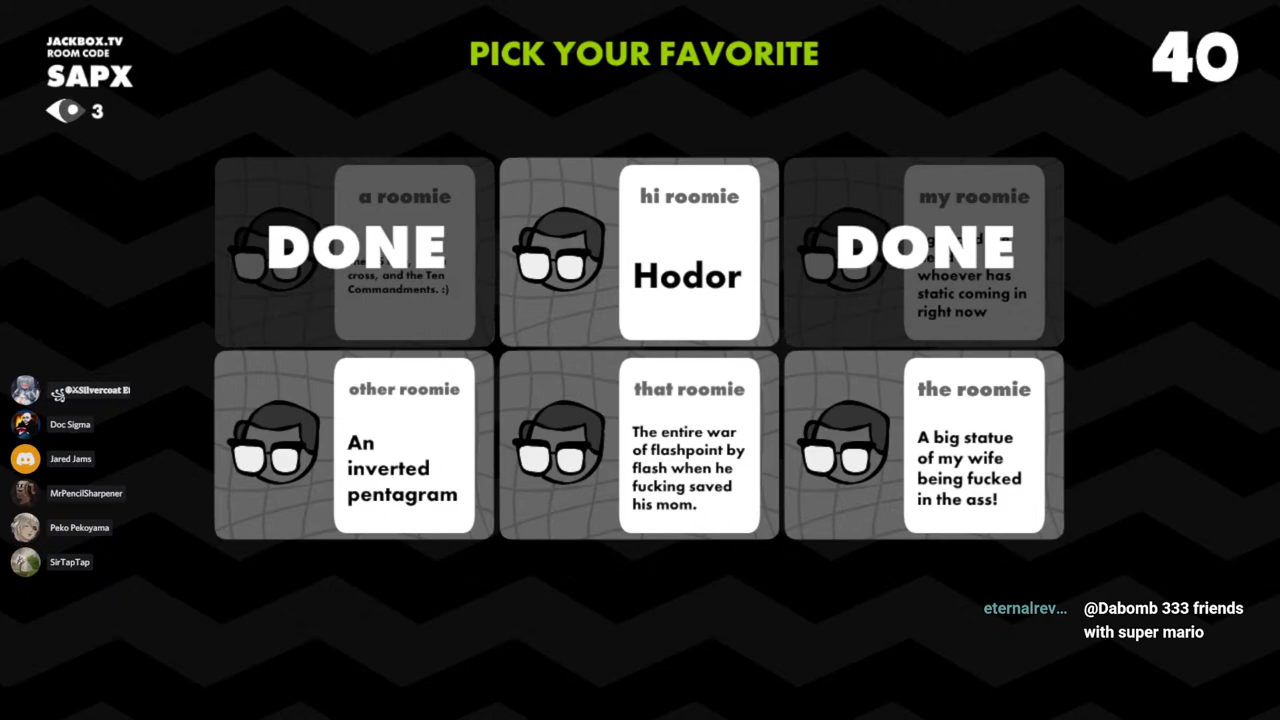 JACKBOX.TV
ROOM CODE
SAPX
3
PICK YOUR FAVORITE
40
a roomie
DONE
cross, and the Ten
Commandments. :)
hi roomie
Hodor
my roomie
DONE
whoever has
static coming in
right now
other roomie
An
inverted
pentagram
that roomie
The entire war
of flashpoint by
flash when he
fucking saved
his mom.
the roomie
A big statue
of my wife
being fucked
in the ass!
Silvercoat
Doc Sigma
Jared Jams
MrPencilSharpener
Peko Pekoyama
SirTapTap
eternalrev... @Dabomb 333 friends
with super mario